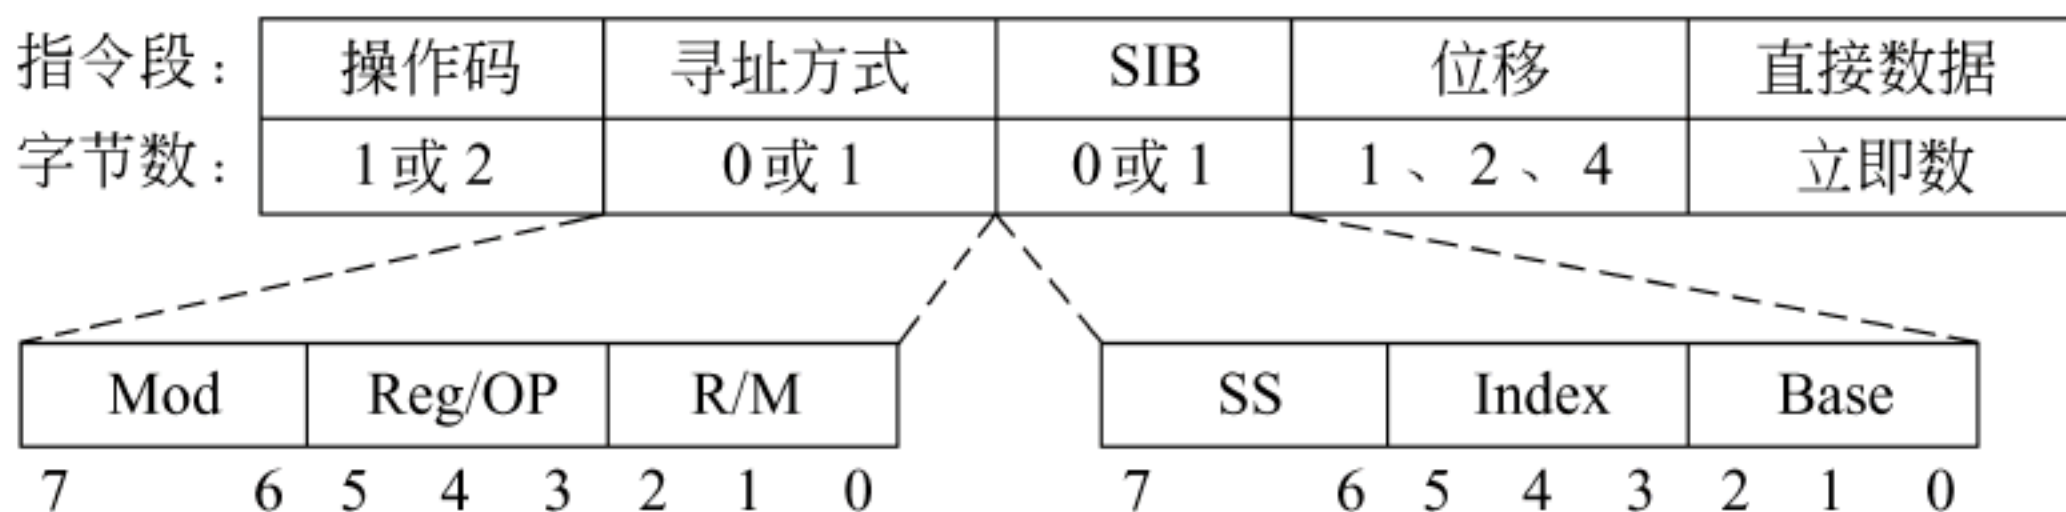 指令段： 操作码 寻址方式 SIB 位移 直接数据
字节数： 1或2 0或1 0或1 1、2、4 立即数
Mod Reg/OP R/M SS Index Base
7 6 5 4 3 2 1 0 7 6 5 4 3 2 1 0